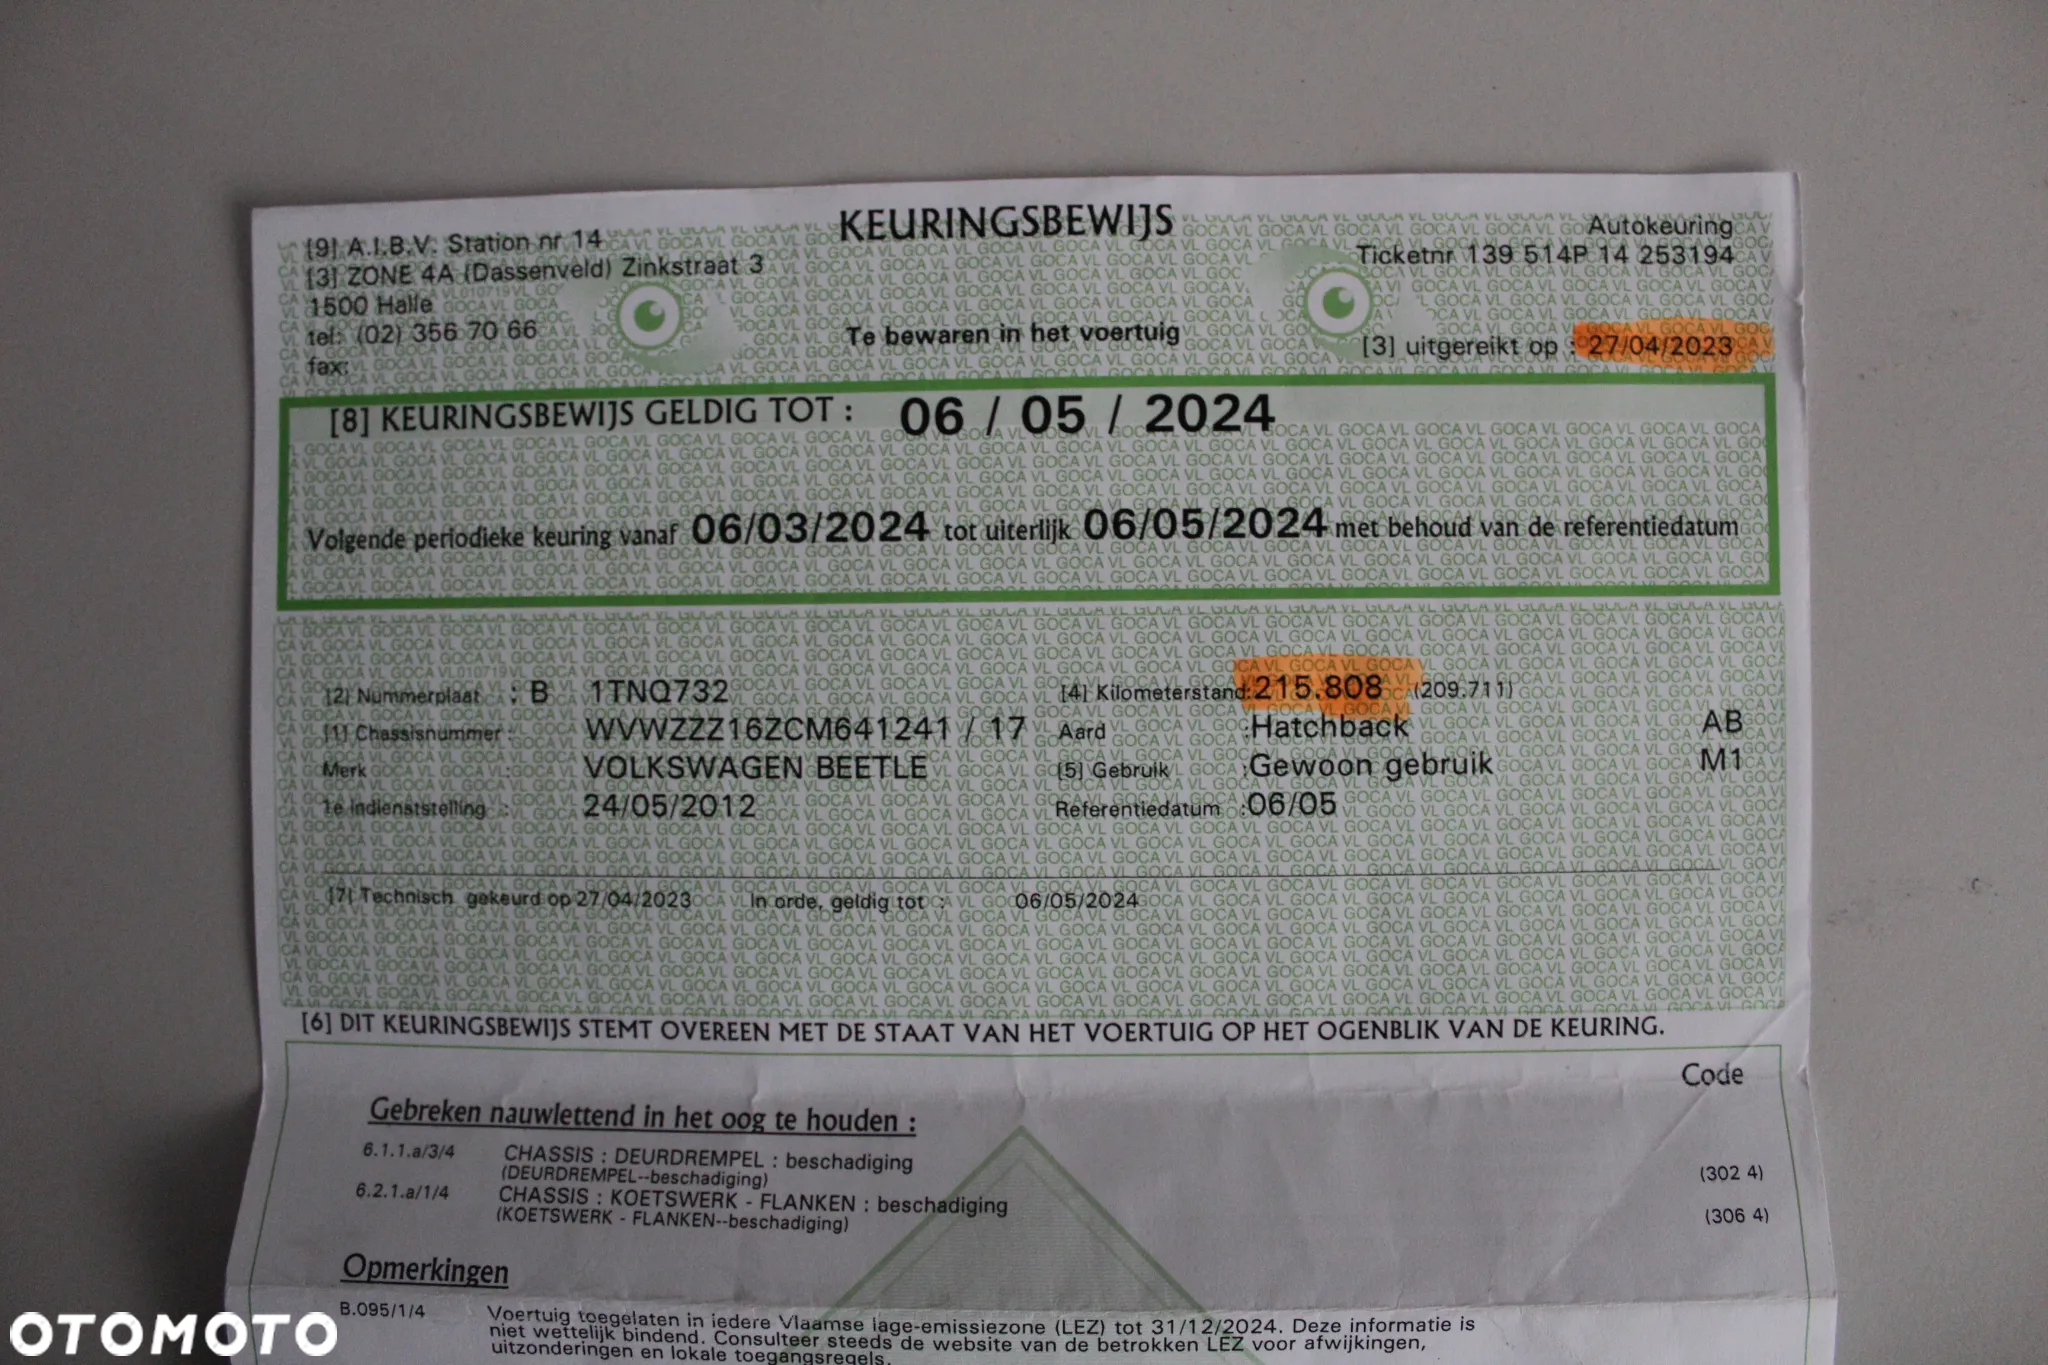 KEURINGSBEWIJS
[9] A.I.B.V. Station nr 14
[3] ZONE 4A (Dassenveld) Zinkstraat 3
1500 Halle
tel: (02) 356 70 66
fax:
Autokeuring
Ticketnr 139 514P 14 253194
Te bewaren in het voertuig
[3] uitgereikt op : 27/04/2023
[8] KEURINGSBEWIJS GELDIG TOT : 06 / 05 / 2024
Volgende periodieke keuring vanaf 06/03/2024 tot uiterlijk 06/05/2024 met behoud van de referentiedatum
[2] Nummerplaat : B 1TNQ732 [4] Kilometerstand:215.808 (209.711)
[1] Chassisnummer : WVWZZZ16ZCM641241 / 17 Aard :Hatchback AB
Merk : VOLKSWAGEN BEETLE [5] Gebruik :Gewoon gebruik M1
1e indienststelling : 24/05/2012 Referentiedatum :06/05
[7] Technisch gekeurd op 27/04/2023 In orde, geldig tot : 06/05/2024
[6] DIT KEURINGSBEWIJS STEMT OVEREEN MET DE STAAT VAN HET VOERTUIG OP HET OGENBLIK VAN DE KEURING.
Code
Gebreken nauwlettend in het oog te houden :
6.1.1.a/3/4 CHASSIS : DEURDREMPEL : beschadiging (302 4)
(DEURDREMPEL--beschadiging)
6.2.1.a/1/4 CHASSIS : KOETSWERK - FLANKEN : beschadiging (306 4)
(KOETSWERK - FLANKEN--beschadiging)
Opmerkingen
B.095/1/4 Voertuig toegelaten in iedere Vlaamse lage-emissiezone (LEZ) tot 31/12/2024. Deze informatie is
niet wettelijk bindend. Consulteer steeds de website van de betrokken LEZ voor afwijkingen,
uitzonderingen en lokale toegangsregels.
OTOMOTO